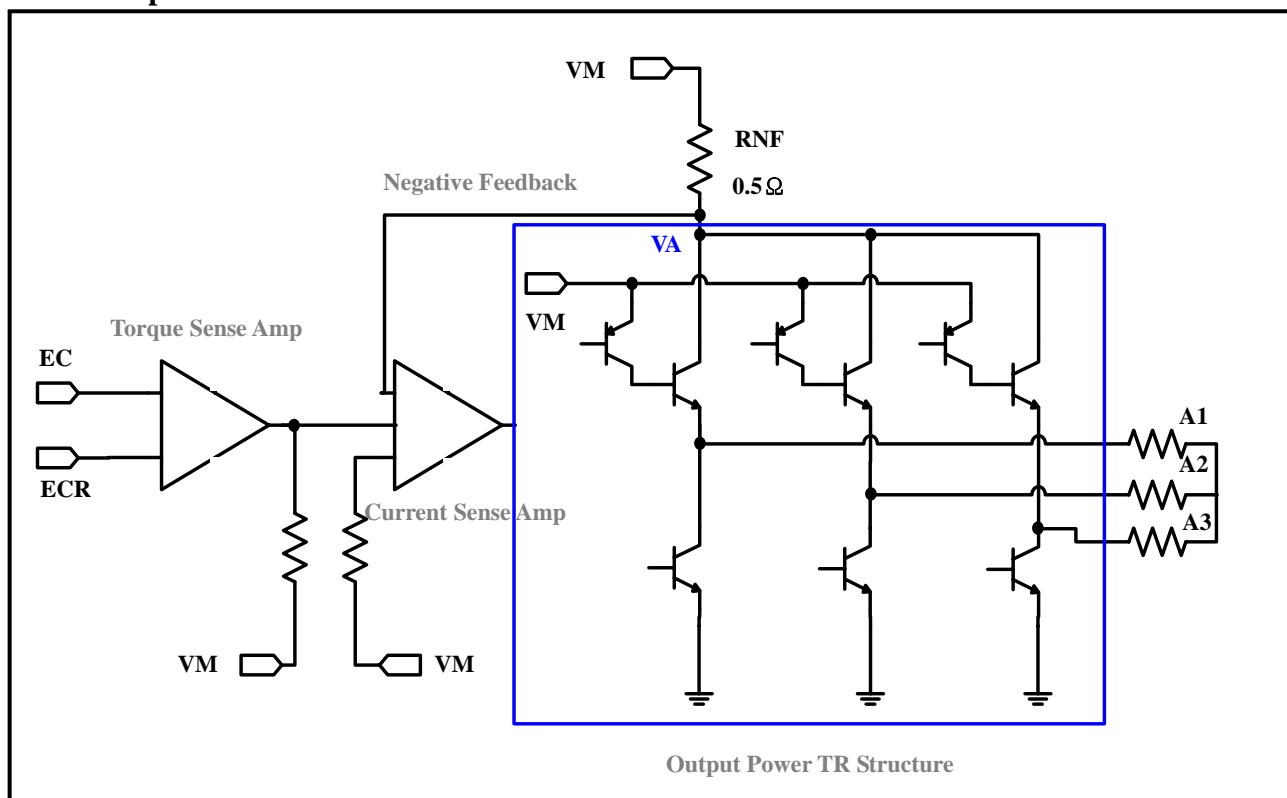 VM
RNF
0.5Ω
Negative Feedback
VA
VM
Torque Sense Amp
EC
ECR
Current Sense Amp
A1
A2
A3
VM
VM
Output Power TR Structure